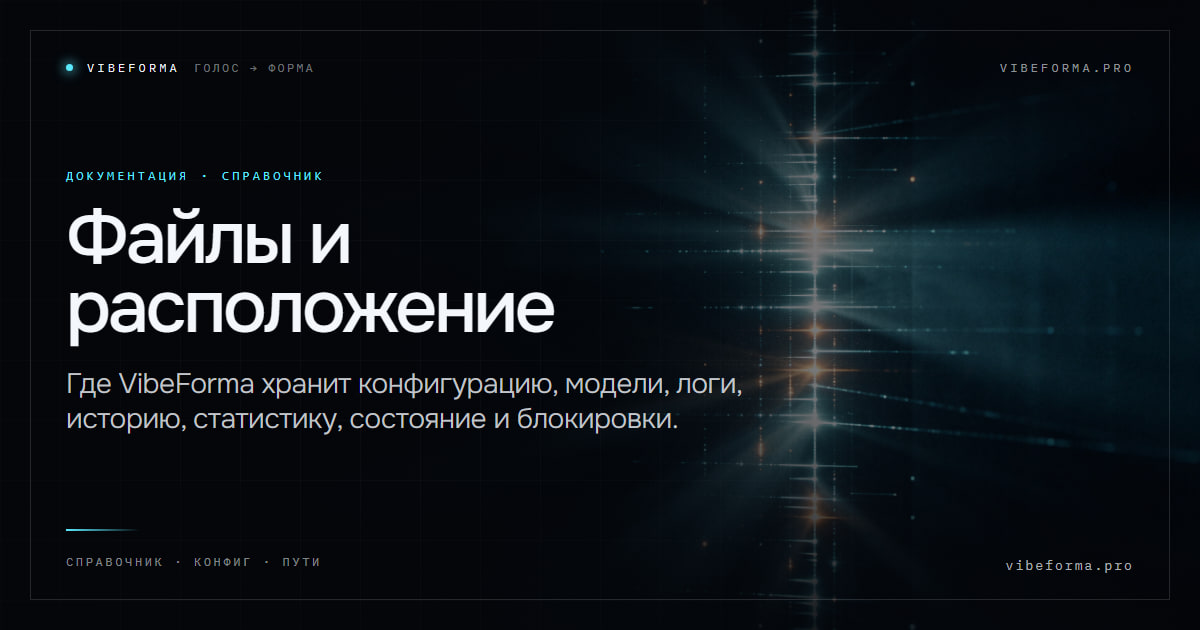 VIBEFORMA ГОЛОС → ФОРМА
VIBEFORMA.PRO
ДОКУМЕНТАЦИЯ · СПРАВОЧНИК
Файлы и
расположение
Где VibeForma хранит конфигурацию, модели, логи,
историю, статистику, состояние и блокировки.
СПРАВОЧНИК · КОНФИГ · ПУТИ
vibeforma.pro